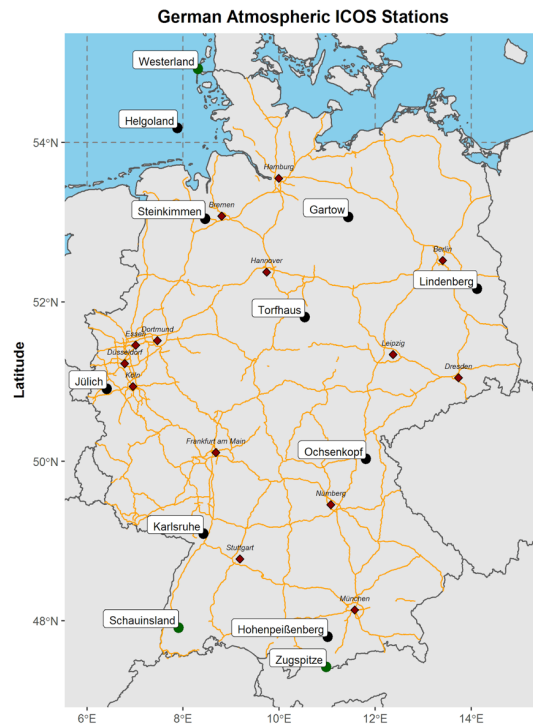 German Atmospheric ICOS Stations
Westerland
Helgoland
54°N
Hamburg
Steinkimmen
Bremen
Gartow
Berlin
Hannover
Lindenberg
52°N
Torfhaus
Dortmund
Essen
Leipzig
Düsseldorf
Dresden
Jülich
Köln
Latitude
Frankfurt am Main
Ochsenkopf
50°N
Nürnberg
Karlsruhe
Stuttgart
München
Schauinsland
48°N
Hohenpeißenberg
Zugspitze
6°E
8°E
10°E
12°E
14°E